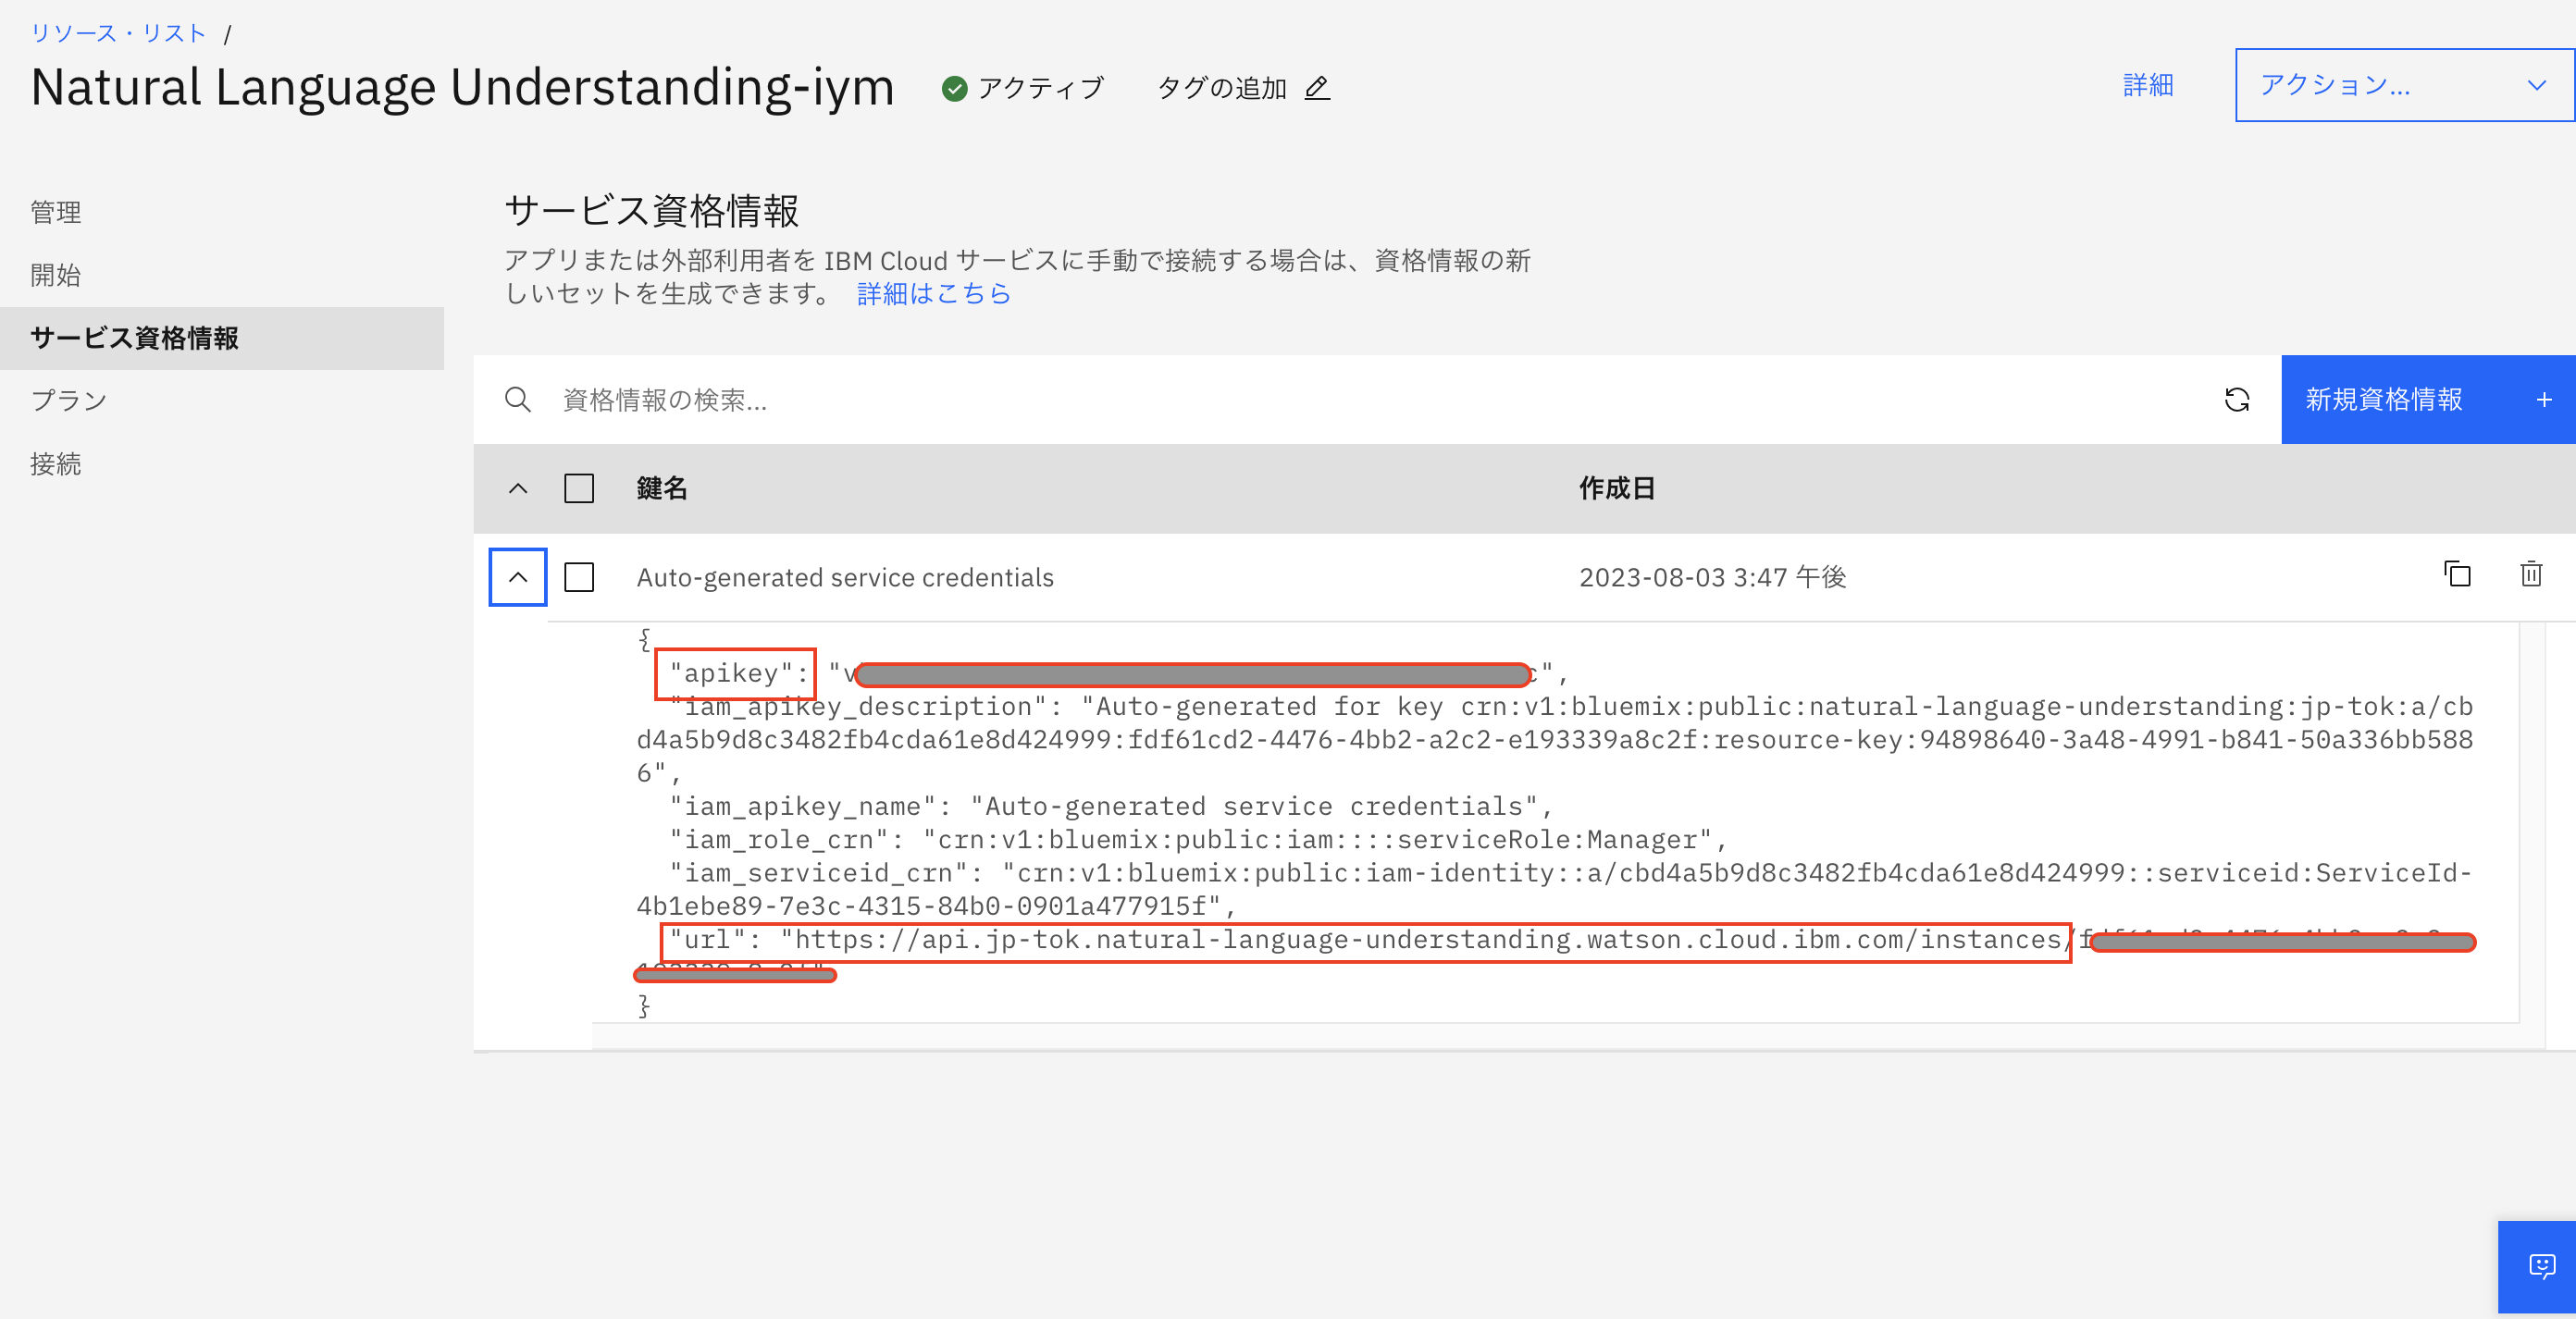 リソース・リスト /
Natural Language Understanding-iym アクティブ タグの追加 詳細 アクション...
管理
開始
サービス資格情報
プラン
接続
サービス資格情報
アプリまたは外部利用者を IBM Cloud サービスに手動で接続する場合は、資格情報の新
しいセットを生成できます。 詳細はこちら
資格情報の検索... 新規資格情報 +
鍵名 作成日
Auto-generated service credentials 2023-08-03 3:47 午後
{
"apikey": "v c",
"iam_apikey_description": "Auto-generated for key crn:v1:bluemix:public:natural-language-understanding:jp-tok:a/cb
d4a5b9d8c3482fb4cda61e8d424999:fdf61cd2-4476-4bb2-a2c2-e193339a8c2f:resource-key:94898640-3a48-4991-b841-50a336bb588
6",
"iam_apikey_name": "Auto-generated service credentials",
"iam_role_crn": "crn:v1:bluemix:public:iam::::serviceRole:Manager",
"iam_serviceid_crn": "crn:v1:bluemix:public:iam-identity::a/cbd4a5b9d8c3482fb4cda61e8d424999::serviceid:ServiceId-
4b1ebe89-7e3c-4315-84b0-0901a477915f",
"url": "https://api.jp-tok.natural-language-understanding.watson.cloud.ibm.com/instances/
}